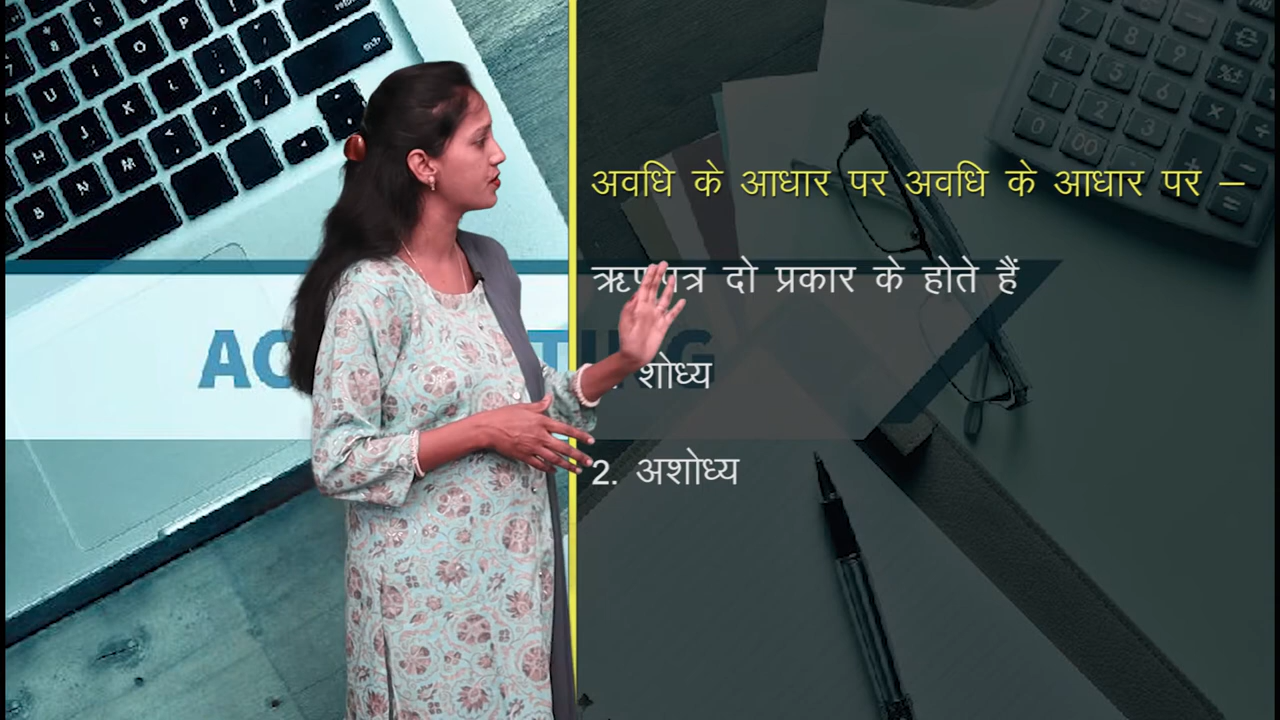 अवधि के आधार पर अवधि के आधार पर –
दो प्रकार के होते हैं
शोध्य
2. अशोध्य